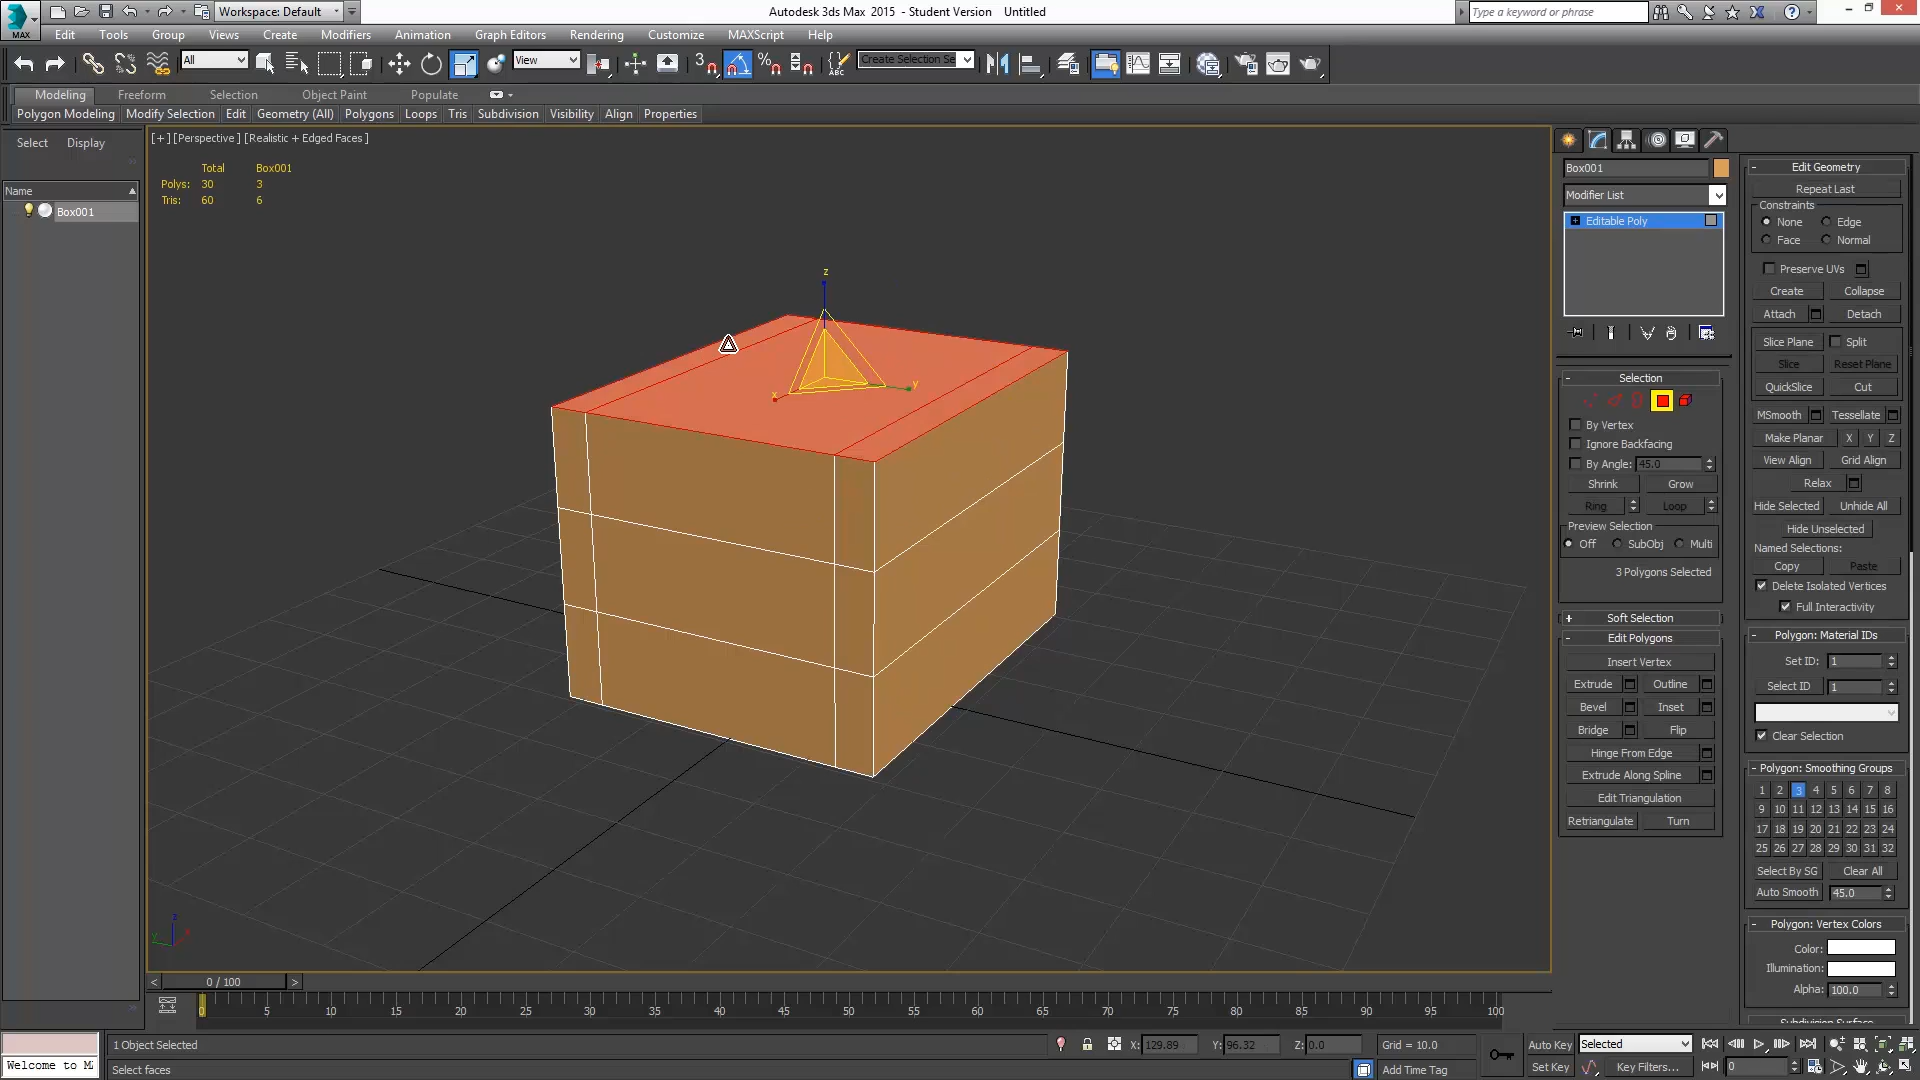 Workspace: Default
Autodesk 3ds Max 2015 - Student Version Untitled
Type a keyword or phrase
MAX
Edit Tools Group Views Create Modifiers Animation Graph Editors Rendering Customize MAXScript Help
All
View
3
ABC
Create Selection Se
Modeling Freeform Selection Object Paint Populate
Polygon Modeling Modify Selection Edit Geometry (All) Polygons Loops Tris Subdivision Visibility Align Properties
Select Display
Name
Box001
[+] [Perspective] [Realistic + Edged Faces]
Total Box001
Polys: 30 3
Tris: 60 6
z
x
y
z
y
Box001
Modifier List
Editable Poly
Selection
By Vertex
Ignore Backfacing
By Angle: 45.0
Shrink Grow
Ring Loop
Preview Selection
Off SubObj Multi
3 Polygons Selected
Soft Selection
Edit Polygons
Insert Vertex
Extrude Outline
Bevel Inset
Bridge Flip
Hinge From Edge
Extrude Along Spline
Edit Triangulation
Retriangulate Turn
Edit Geometry
Repeat Last
Constraints
None Edge
Face Normal
Preserve UVs
Create Collapse
Attach Detach
Slice Plane Split
Slice Reset Plane
QuickSlice Cut
MSmooth Tessellate
Make Planar X Y Z
View Align Grid Align
Relax
Hide Selected Unhide All
Hide Unselected
Named Selections:
Copy Paste
Delete Isolated Vertices
Full Interactivity
Polygon: Material IDs
Set ID: 1
Select ID 1
Clear Selection
Polygon: Smoothing Groups
1 2 3 4 5 6 7 8
9 10 11 12 13 14 15 16
17 18 19 20 21 22 23 24
25 26 27 28 29 30 31 32
Select By SG Clear All
Auto Smooth 45.0
Polygon: Vertex Colors
Color:
Illumination:
Alpha: 100.0
Subdivision Surface
< 0 / 100 >
0 5 10 15 20 25 30 35 40 45 50 55 60 65 70 75 80 85 90 95 100
1 Object Selected
X: 129.89 Y: 96.32 Z: 0.0 Grid = 10.0
Auto Key Selected
Welcome to M
Select faces
Add Time Tag
Set Key Key Filters... 0